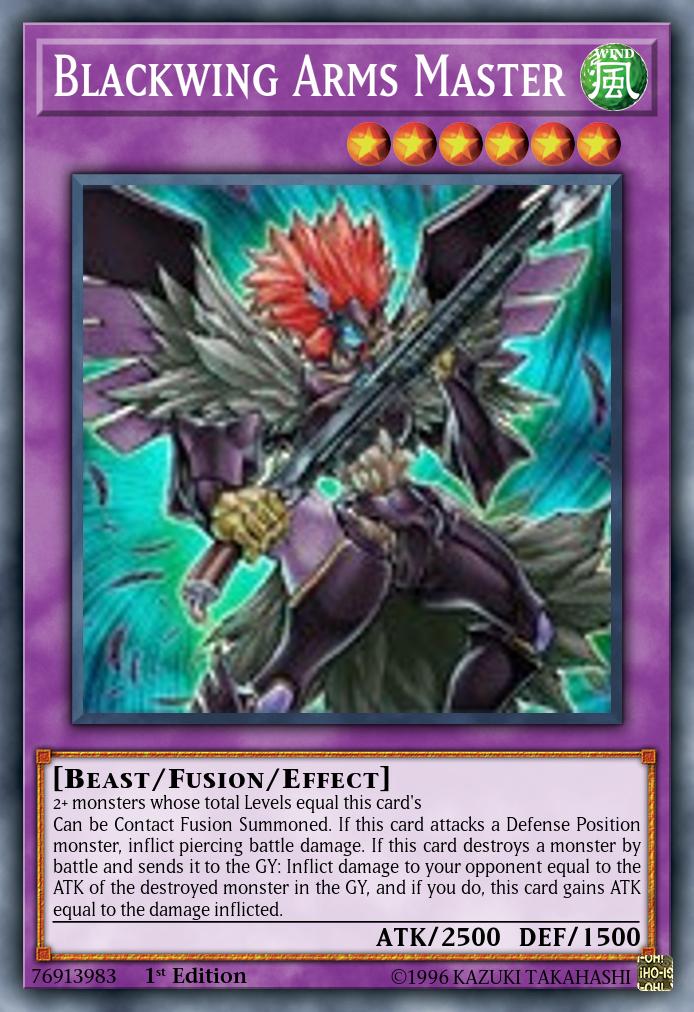 BLACKWING ARMS MASTER
WIND
風
[BEAST/FUSION/EFFECT]
2+ monsters whose total Levels equal this card's
Can be Contact Fusion Summoned. If this card attacks a Defense Position
monster, inflict piercing battle damage. If this card destroys a monster by
battle and sends it to the GY: Inflict damage to your opponent equal to the
ATK of the destroyed monster in the GY, and if you do, this card gains ATK
equal to the damage inflicted.
ATK/2500 DEF/1500
76913983 1st Edition ©1996 KAZUKI TAKAHASHI